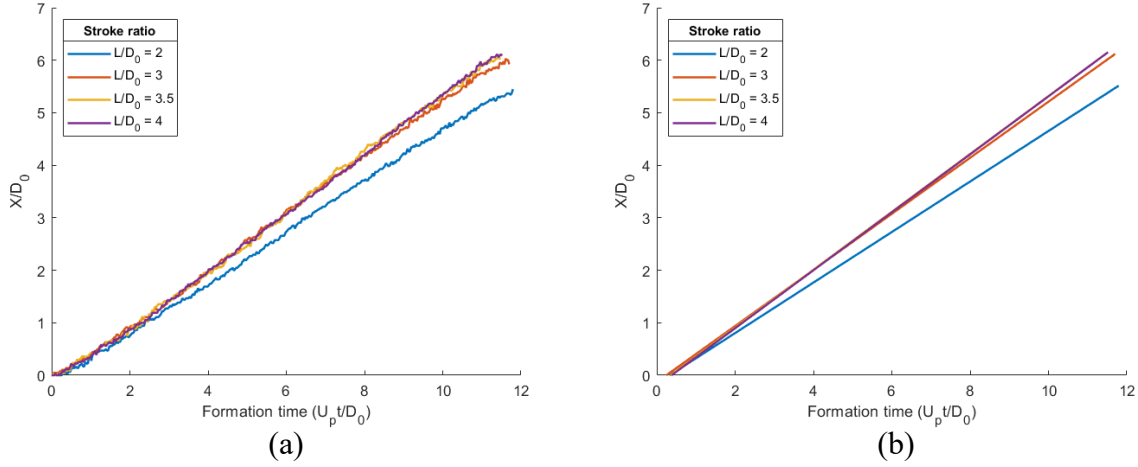 7
6
5
4
3
2
1
0
X/D0
Stroke ratio
L/D0 = 2
L/D0 = 3
L/D0 = 3.5
L/D0 = 4
0 2 4 6 8 10 12
Formation time (Upt/D0)
(a)
7
6
5
4
3
2
1
0
X/D0
Stroke ratio
L/D0 = 2
L/D0 = 3
L/D0 = 3.5
L/D0 = 4
0 2 4 6 8 10 12
Formation time (Upt/D0)
(b)